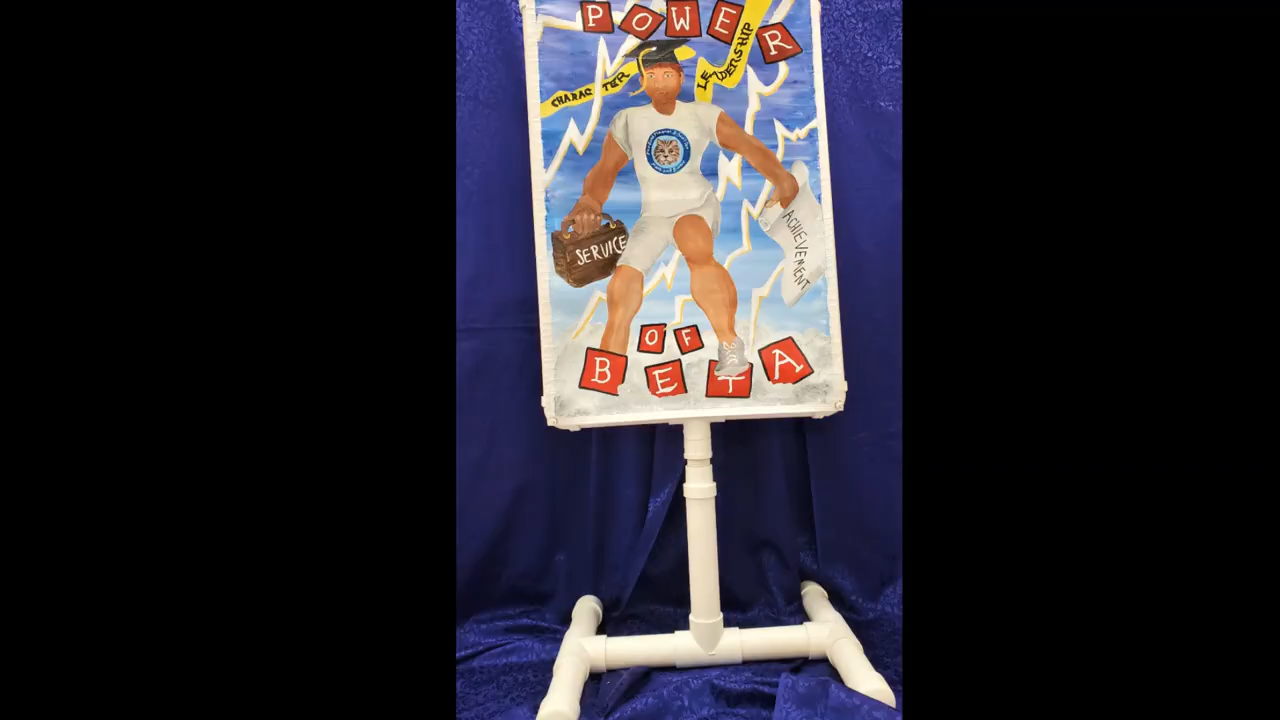 POWER
CHARACTER
LEADERSHIP
SERVICE
ACHIEVEMENT
OF
BETA